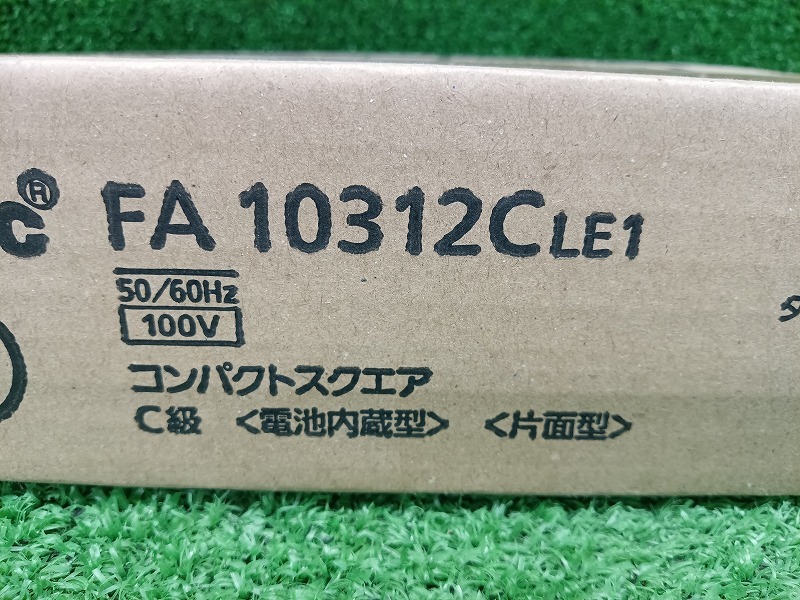 ® FA 10312CLE1
50/60Hz
100V
コンパクトスクエア
C級 <電池内蔵型> <片面型>